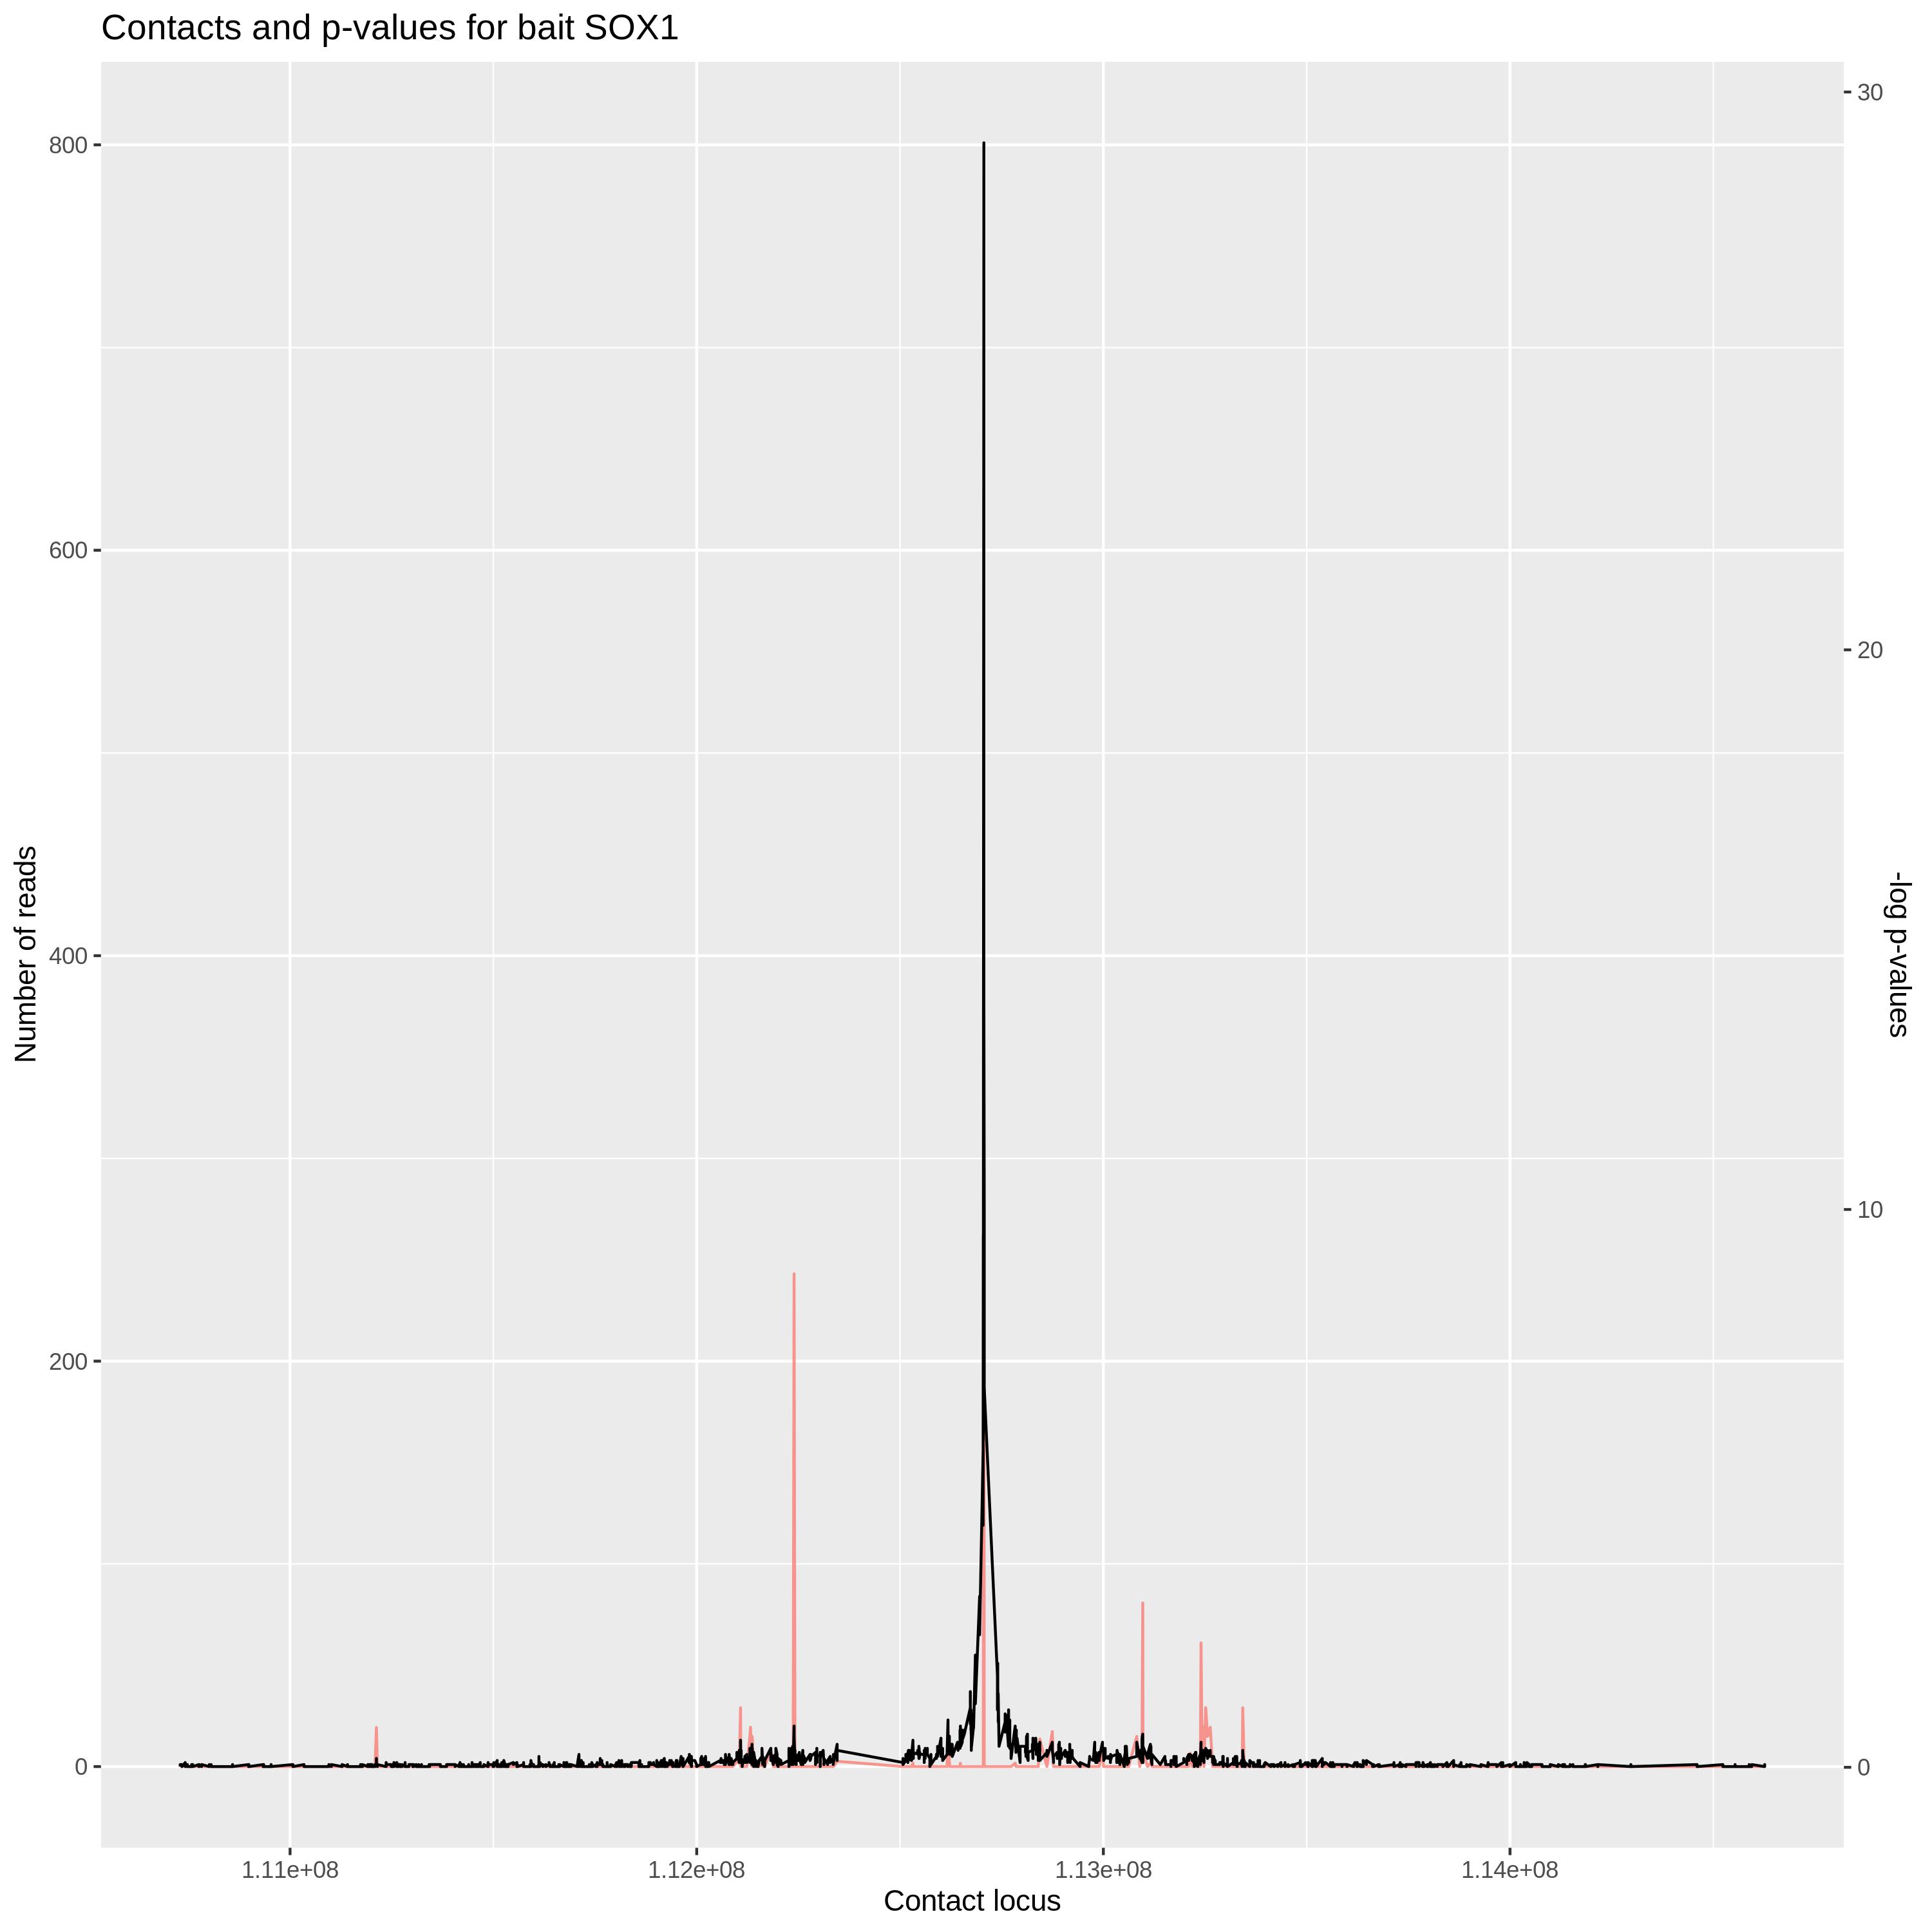 Contacts and p-values for bait SOX1
800
600
400
200
0
Number of reads
30
20
10
0
-log p-values
1.11e+08
1.12e+08
1.13e+08
1.14e+08
Contact locus